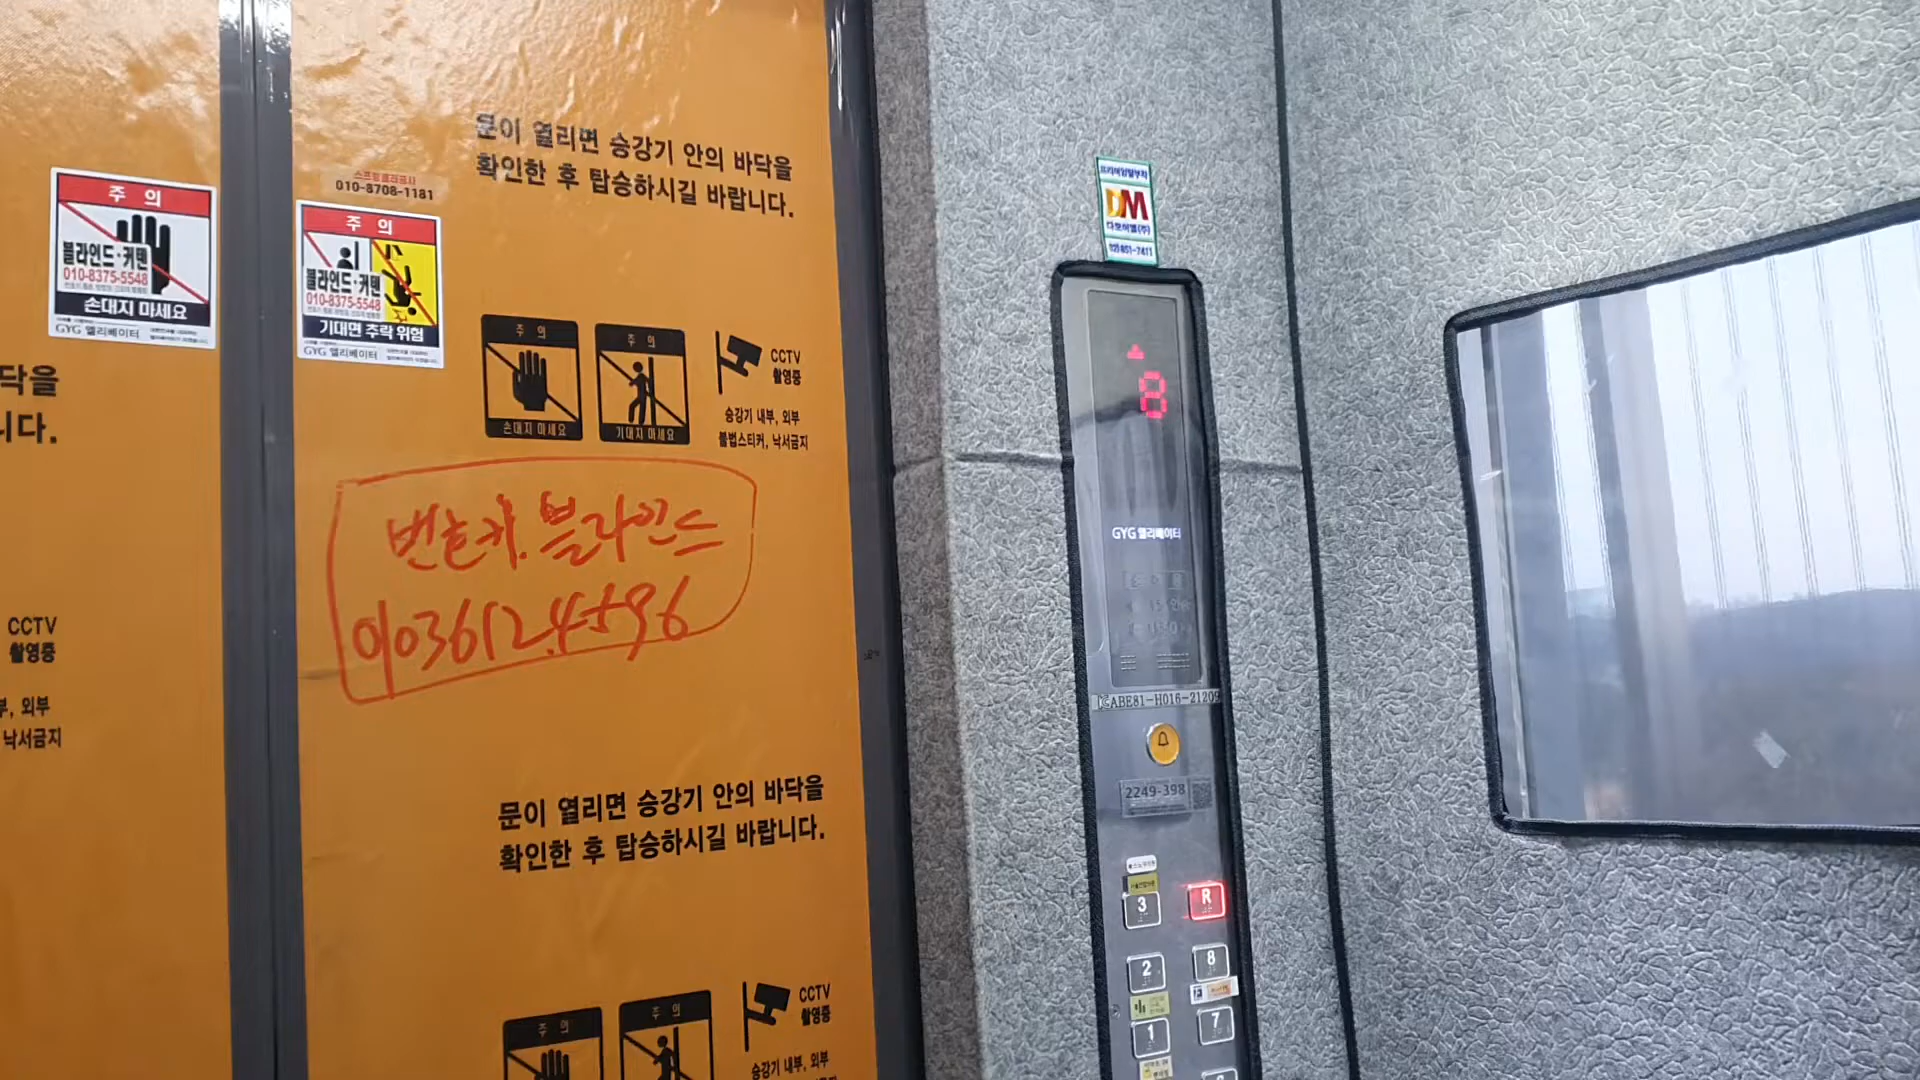 문이 열리면 승강기 안의 바닥을
확인한 후 탑승하시길 바랍니다.
주 의
블라인드·커텐
010-8375-5548
손대지 마세요
GYG 엘리베이터
010-8708-1181
주 의
블라인드·커텐
010-8375-5548
기대면 추락 위험
GYG 엘리베이터
주 의
손대지 마세요
주 의
기대지 마세요
CCTV
촬영중
승강기 내부, 외부
불법스티커, 낙서금지
닥을
니다.
번호키.블라인드
01036124596
CCTV
촬영중
부, 외부
낙서금지
문이 열리면 승강기 안의 바닥을
확인한 후 탑승하시길 바랍니다.
주 의
주 의
CCTV
촬영중
승강기 내부, 외부
DM
8
GYG 엘리베이터
ABE81-H016-21209
2249-398
3
R
2
8
1
7